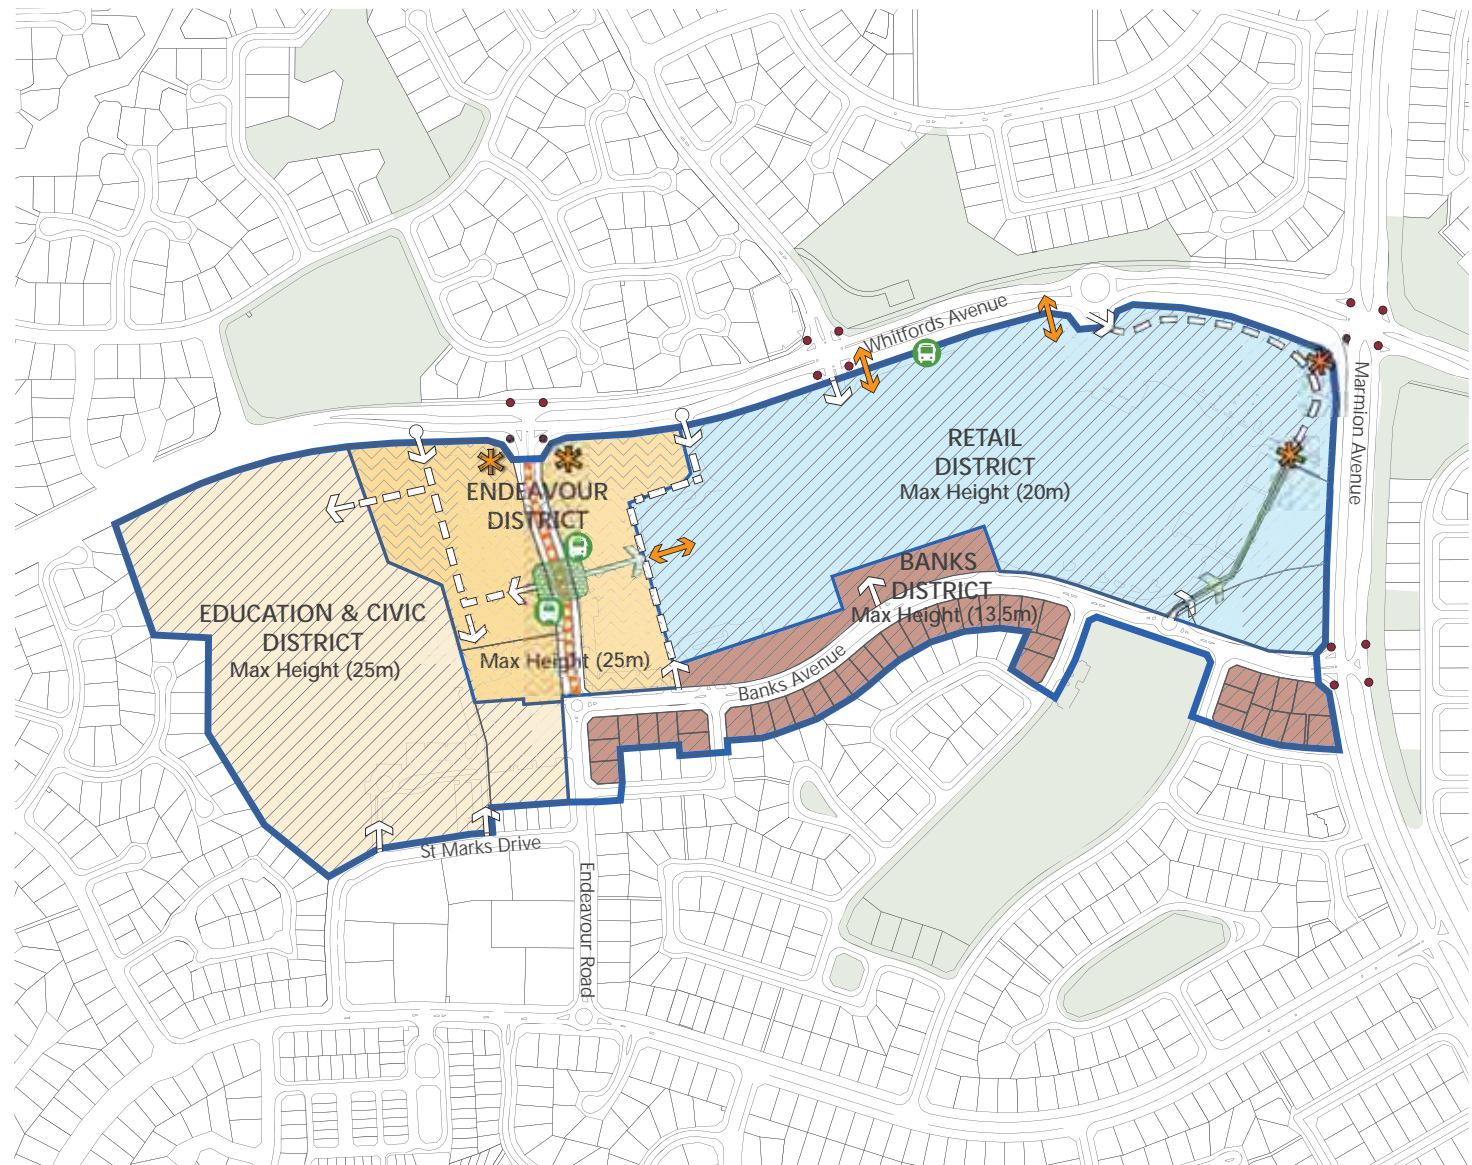 Whitfords Avenue
Marmion Avenue
RETAIL
DISTRICT
Max Height (20m)
ENDEAVOUR
DISTRICT
BANKS
DISTRICT
Max Height (13.5m)
EDUCATION & CIVIC
DISTRICT
Max Height (25m)
Max Height (25m)
Banks Avenue
St Marks Drive
Endeavour Road